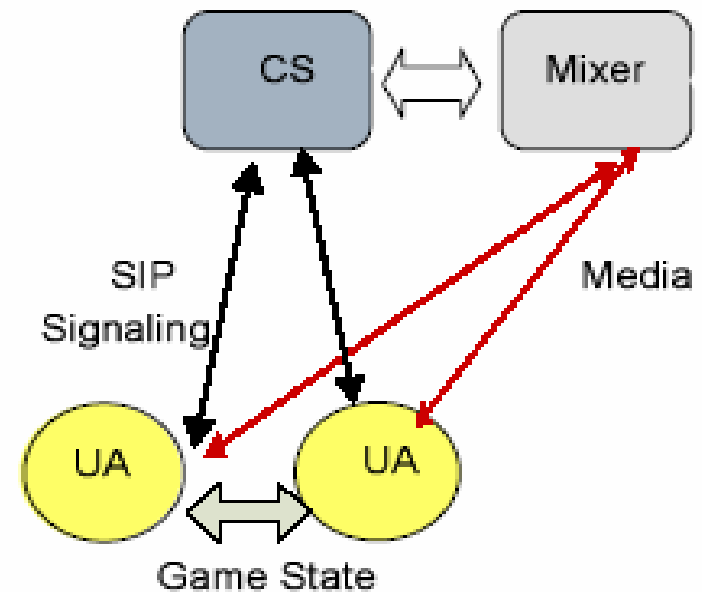 CS
Mixer
SIP
Signaling
Media
UA
UA
Game State